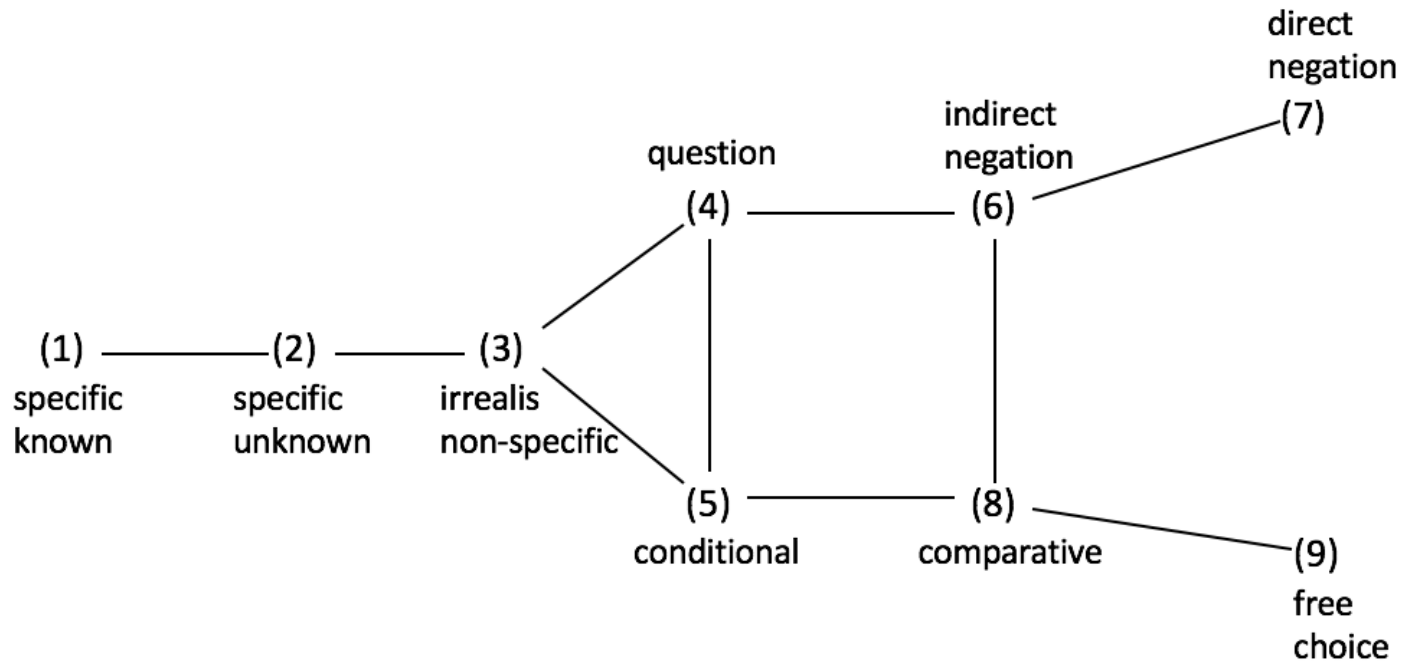 direct
negation
(7)
indirect
negation
(6)
question
(4)
(1)
specific
known
(2)
specific
unknown
(3)
irrealis
non-specific
(5)
conditional
(8)
comparative
(9)
free
choice